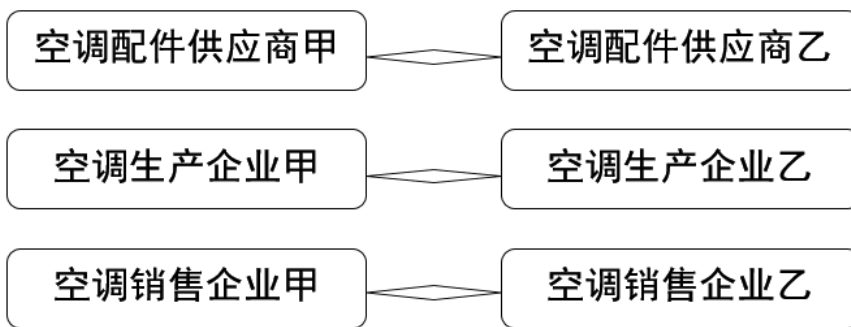 空调配件供应商甲
空调配件供应商乙
空调生产企业甲
空调生产企业乙
空调销售企业甲
空调销售企业乙